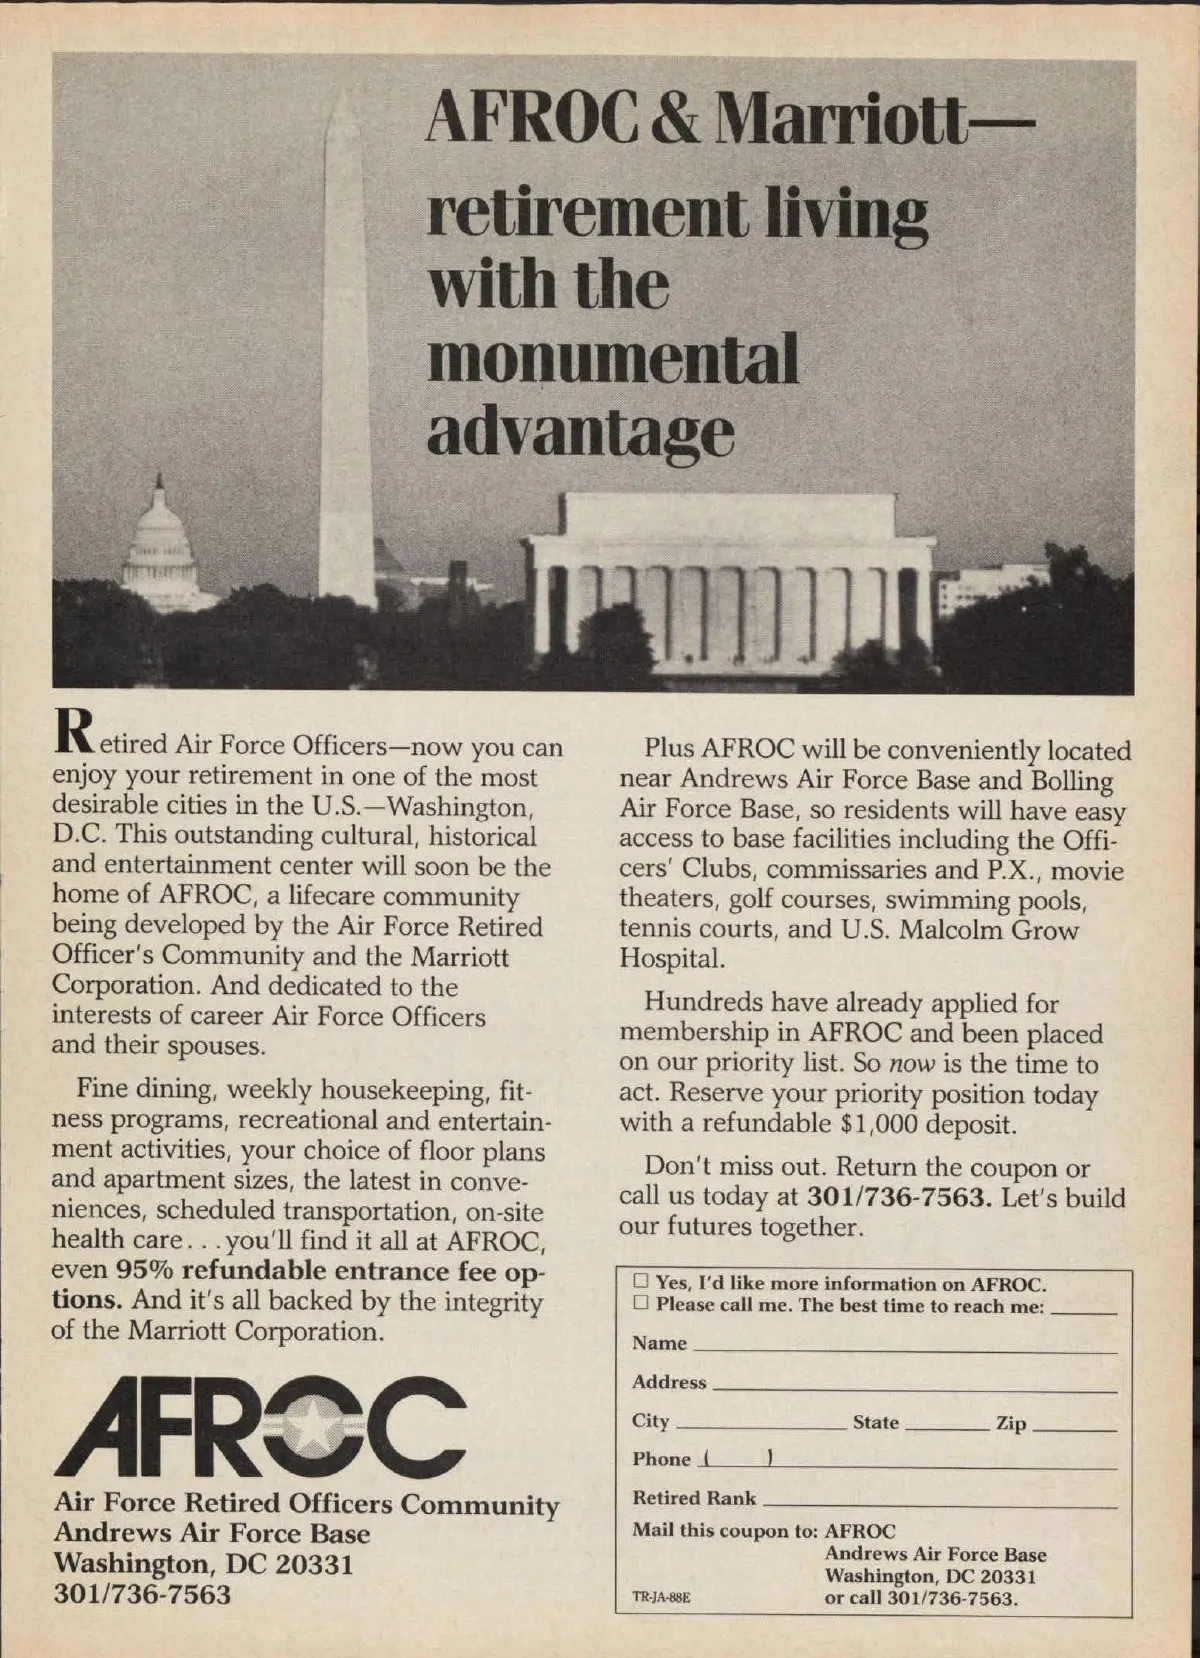 AFROC & Marriott—
retirement living
with the
monumental
advantage
Retired Air Force Officers—now you can
enjoy your retirement in one of the most
desirable cities in the U.S.—Washington,
D.C. This outstanding cultural, historical
and entertainment center will soon be the
home of AFROC, a lifecare community
being developed by the Air Force Retired
Officer's Community and the Marriott
Corporation. And dedicated to the
interests of career Air Force Officers
and their spouses.
Fine dining, weekly housekeeping, fit-
ness programs, recreational and entertain-
ment activities, your choice of floor plans
and apartment sizes, the latest in conve-
niences, scheduled transportation, on-site
health care. . .you'll find it all at AFROC,
even 95% refundable entrance fee op-
tions. And it's all backed by the integrity
of the Marriott Corporation.
AFROC
Air Force Retired Officers Community
Andrews Air Force Base
Washington, DC 20331
301/736-7563
Plus AFROC will be conveniently located
near Andrews Air Force Base and Bolling
Air Force Base, so residents will have easy
access to base facilities including the Offi-
cers' Clubs, commissaries and P.X., movie
theaters, golf courses, swimming pools,
tennis courts, and U.S. Malcolm Grow
Hospital.
Hundreds have already applied for
membership in AFROC and been placed
on our priority list. So now is the time to
act. Reserve your priority position today
with a refundable $1,000 deposit.
Don't miss out. Return the coupon or
call us today at 301/736-7563. Let's build
our futures together.
☐ Yes, I'd like more information on AFROC.
☐ Please call me. The best time to reach me: ______
Name ______
Address ______
City ______ State ______ Zip ______
Phone (______) ______
Retired Rank ______
Mail this coupon to: AFROC
Andrews Air Force Base
Washington, DC 20331
TR-JA-88E or call 301/736-7563.